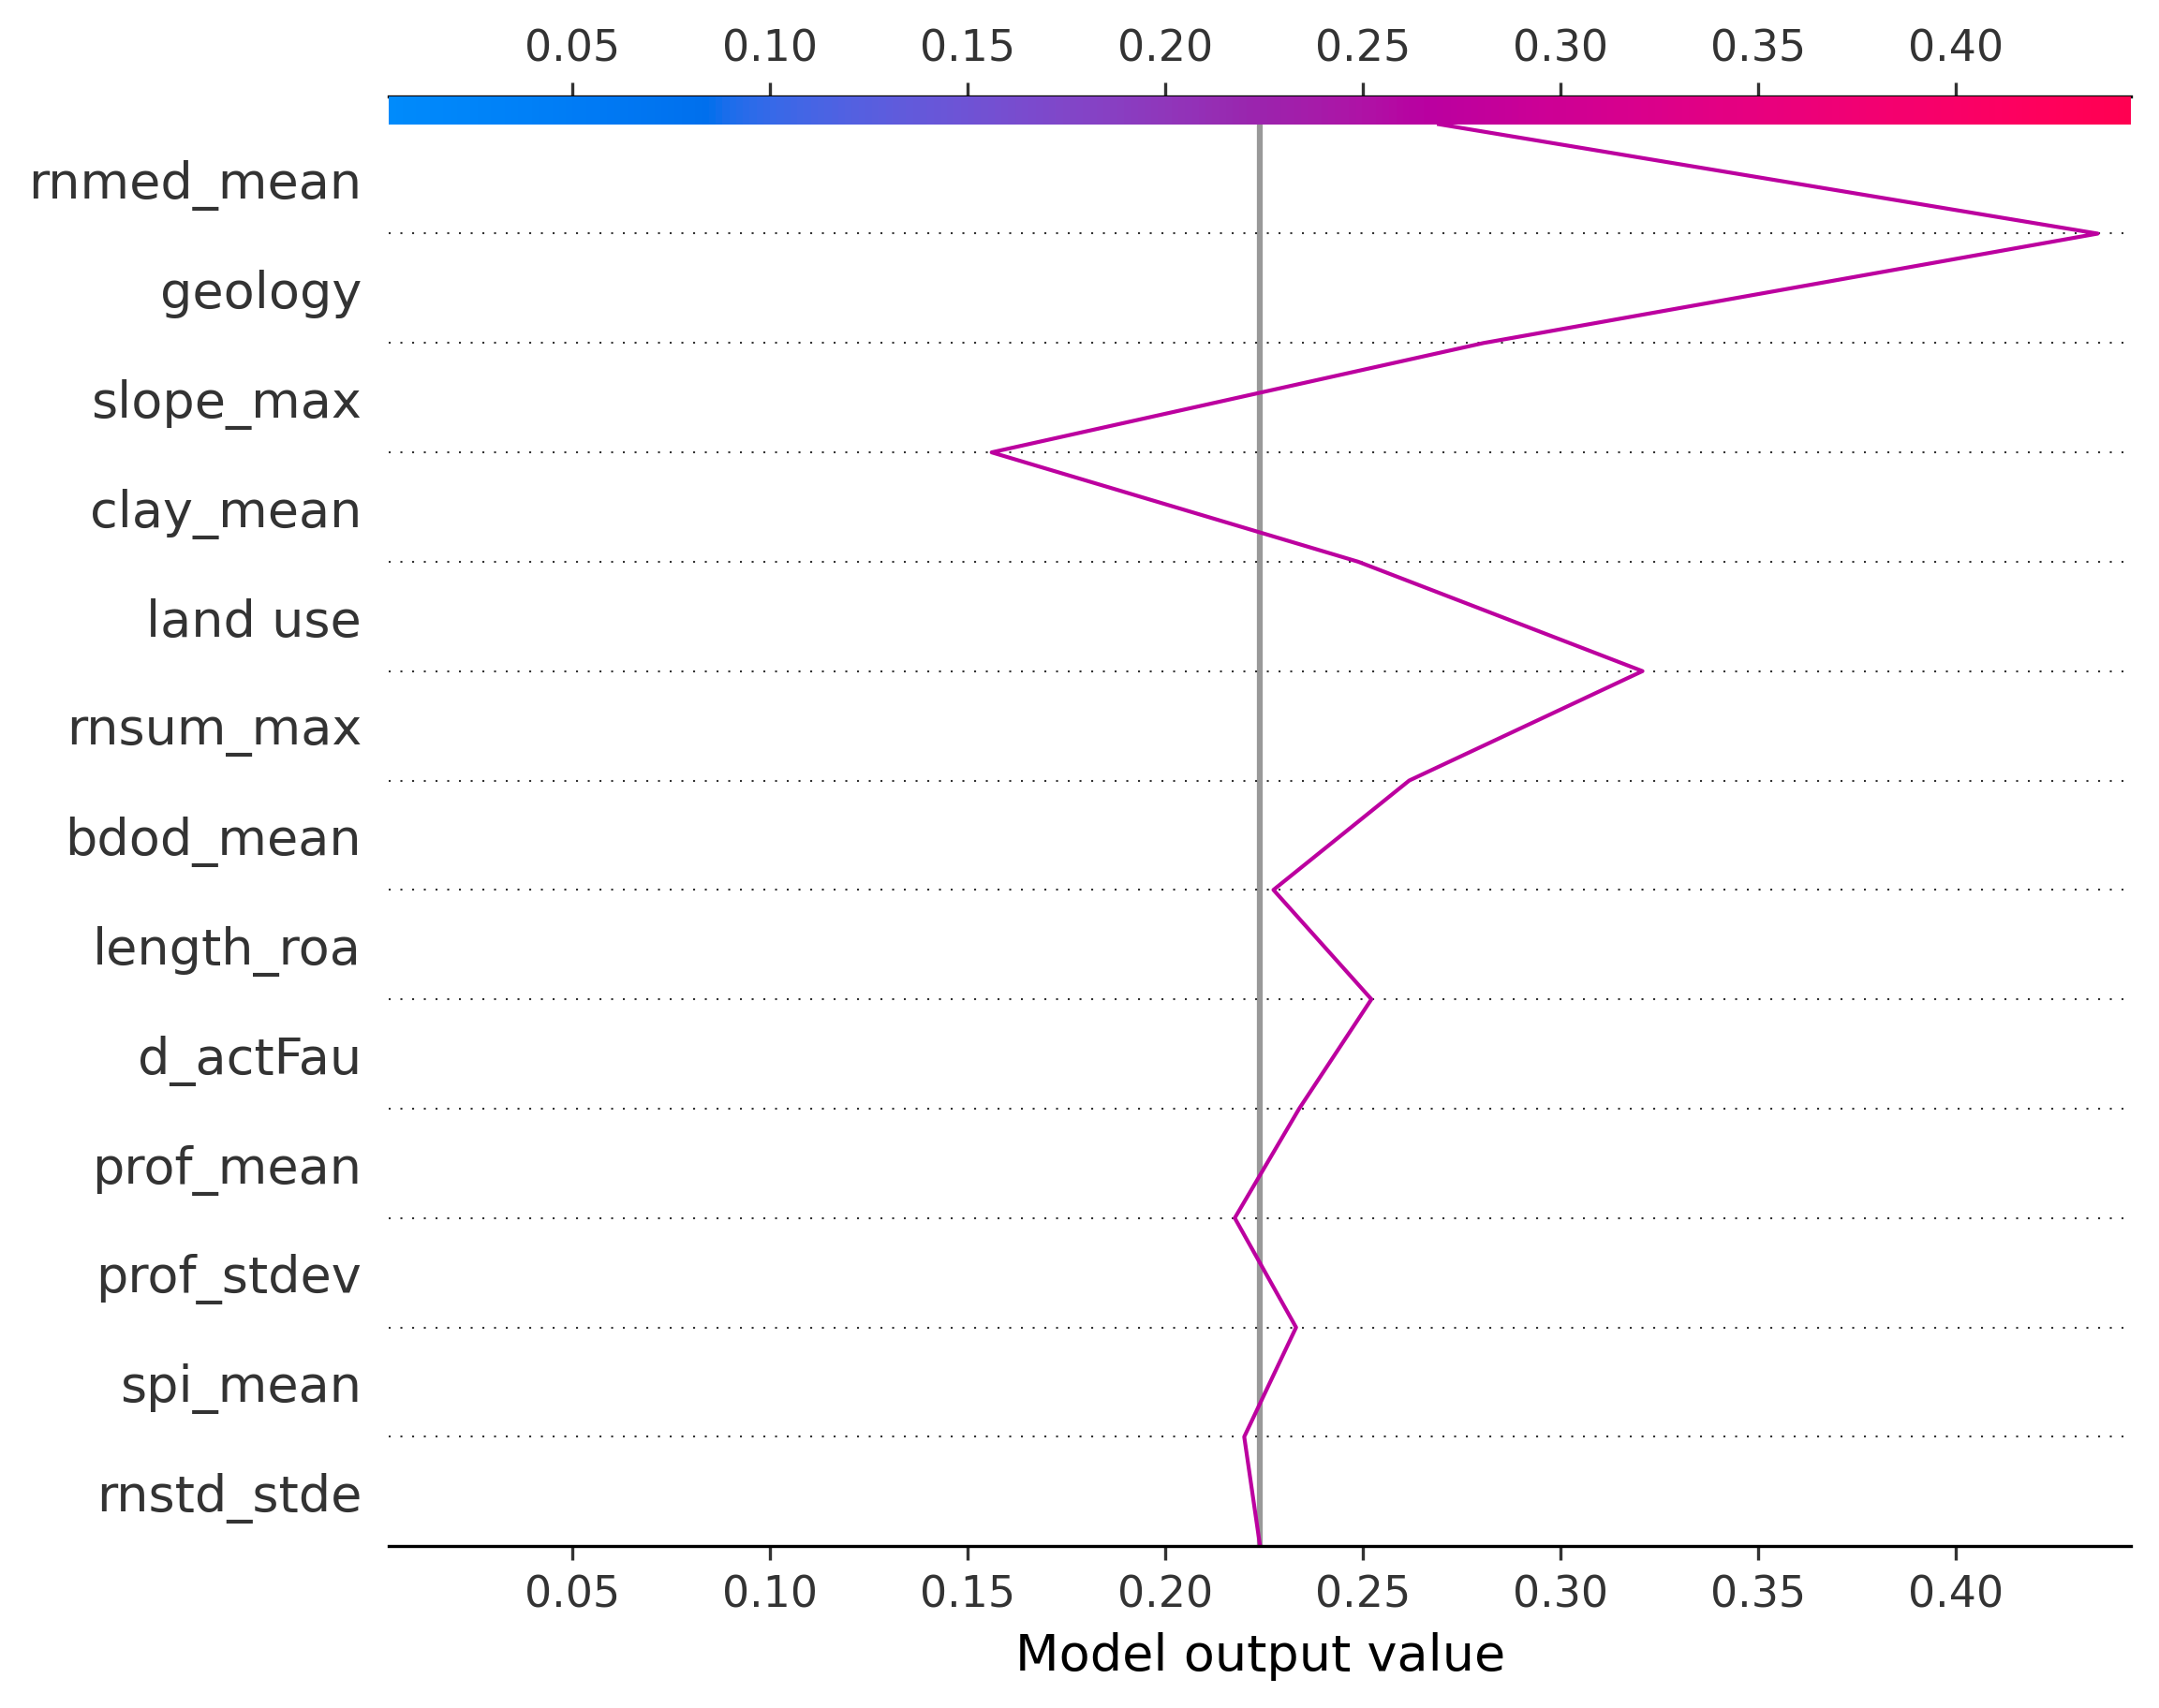 0.05 0.10 0.15 0.20 0.25 0.30 0.35 0.40
rnmed_mean
geology
slope_max
clay_mean
land use
rnsum_max
bdod_mean
length_roa
d_actFau
prof_mean
prof_stdev
spi_mean
rnstd_stde
0.05 0.10 0.15 0.20 0.25 0.30 0.35 0.40
Model output value